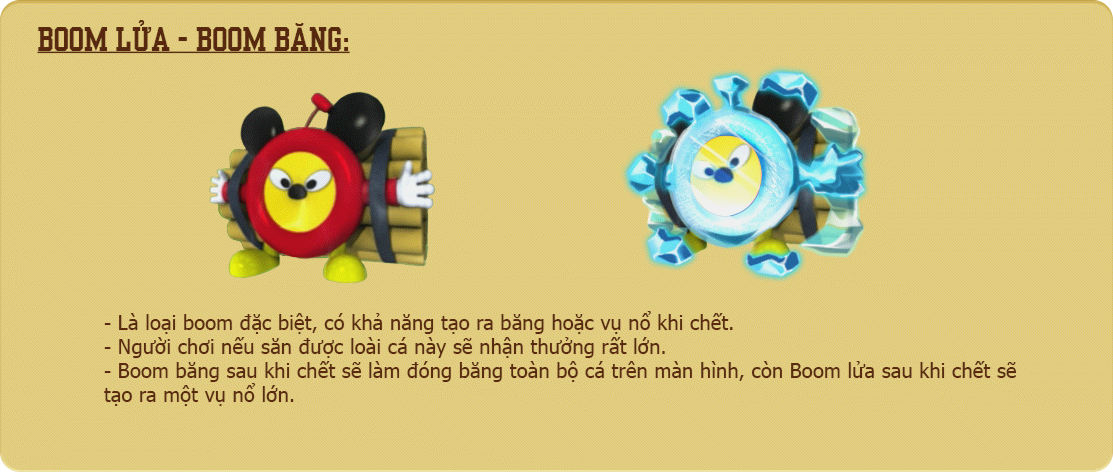 BOOM LỬA - BOOM BĂNG:
- Là loại boom đặc biệt, có khả năng tạo ra băng hoặc vụ nổ khi chết.
- Người chơi nếu săn được loài cá này sẽ nhận thưởng rất lớn.
- Boom băng sau khi chết sẽ làm đóng băng toàn bộ cá trên màn hình, còn Boom lửa sau khi chết sẽ
tạo ra một vụ nổ lớn.